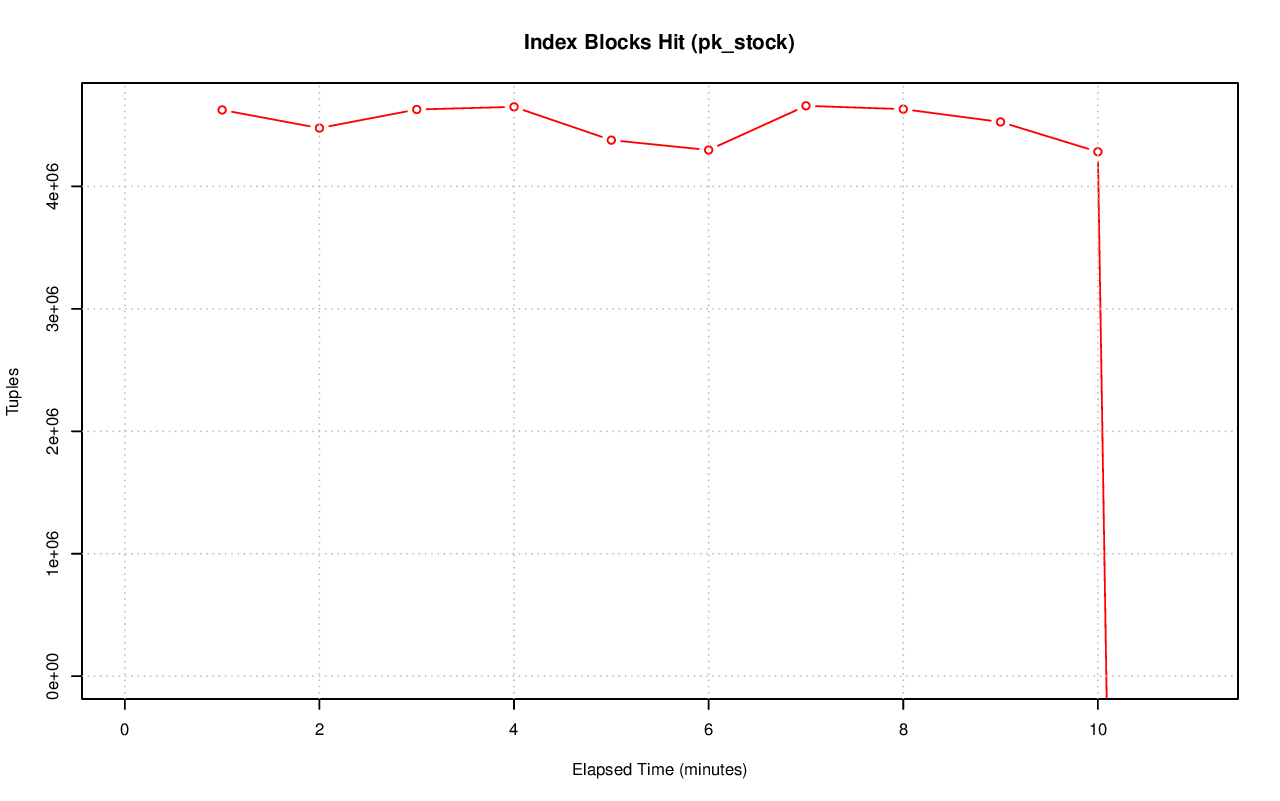 Index Blocks Hit (pk_stock)
4e+06
3e+06
2e+06
1e+06
0e+00
Tuples
0 2 4 6 8 10
Elapsed Time (minutes)